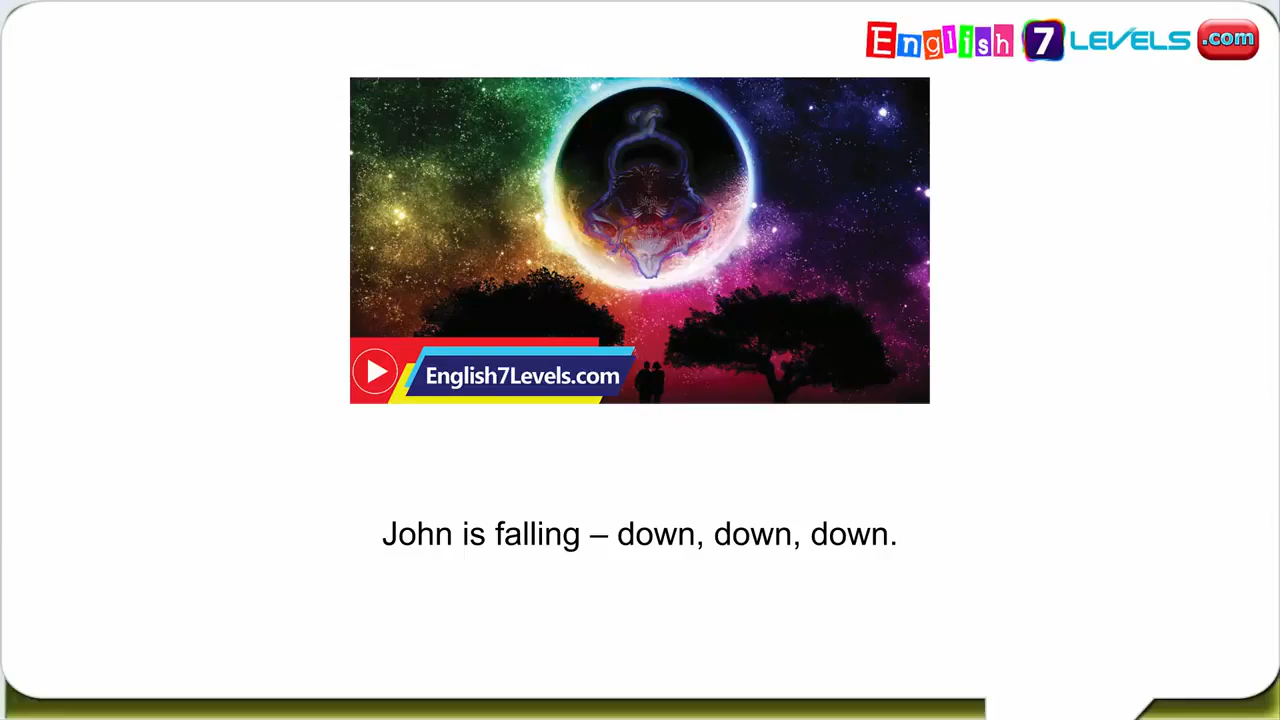 English 7 LEVELS .com
English7Levels.com
John is falling – down, down, down.